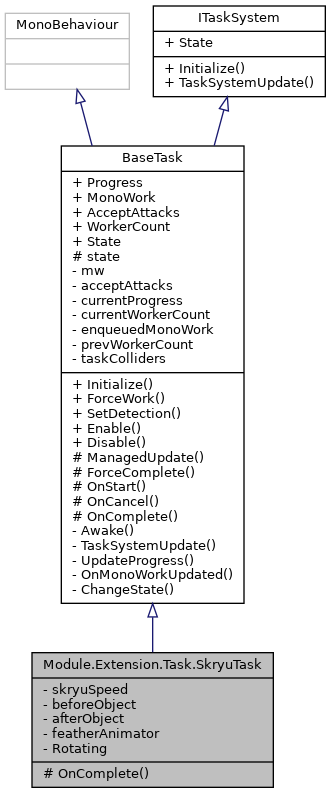 MonoBehaviour
ITaskSystem
+ State
+ Initialize()
+ TaskSystemUpdate()
BaseTask
+ Progress
+ MonoWork
+ AcceptAttacks
+ WorkerCount
+ State
# state
- mw
- acceptAttacks
- currentProgress
- currentWorkerCount
- enqueuedMonoWork
- prevWorkerCount
- taskColliders
+ Initialize()
+ ForceWork()
+ SetDetection()
+ Enable()
+ Disable()
# ManagedUpdate()
# ForceComplete()
# OnStart()
# OnCancel()
# OnComplete()
- Awake()
- TaskSystemUpdate()
- UpdateProgress()
- OnMonoWorkUpdated()
- ChangeState()
Module.Extension.Task.SkryuTask
- skryuSpeed
- beforeObject
- afterObject
- featherAnimator
- Rotating
# OnComplete()